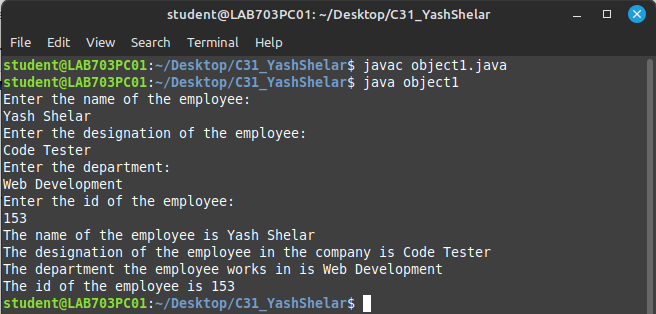 student@LAB703PC01: ~/Desktop/C31_YashShelar
File Edit View Search Terminal Help
student@LAB703PC01:~/Desktop/C31_YashShelar$ javac object1.java
student@LAB703PC01:~/Desktop/C31_YashShelar$ java object1
Enter the name of the employee:
Yash Shelar
Enter the designation of the employee:
Code Tester
Enter the department:
Web Development
Enter the id of the employee:
153
The name of the employee is Yash Shelar
The designation of the employee in the company is Code Tester
The department the employee works in is Web Development
The id of the employee is 153
student@LAB703PC01:~/Desktop/C31_YashShelar$